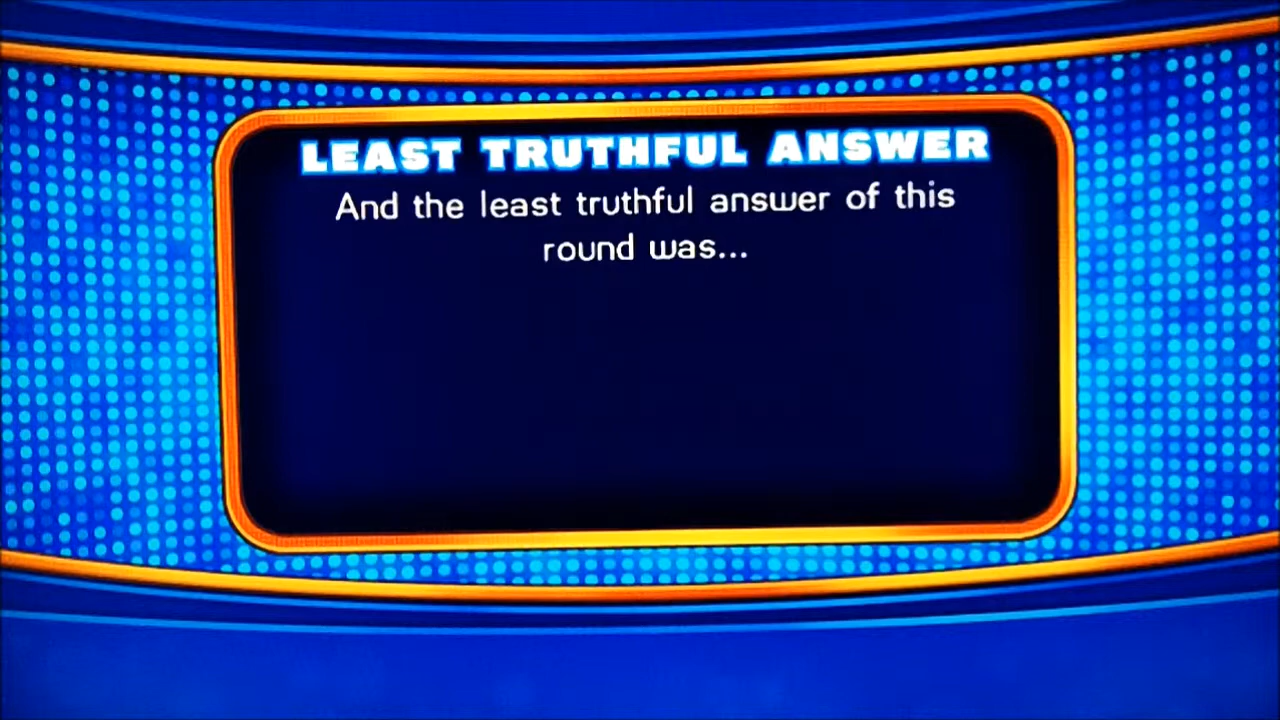 LEAST TRUTHFUL ANSWER
And the least truthful answer of this
round was...